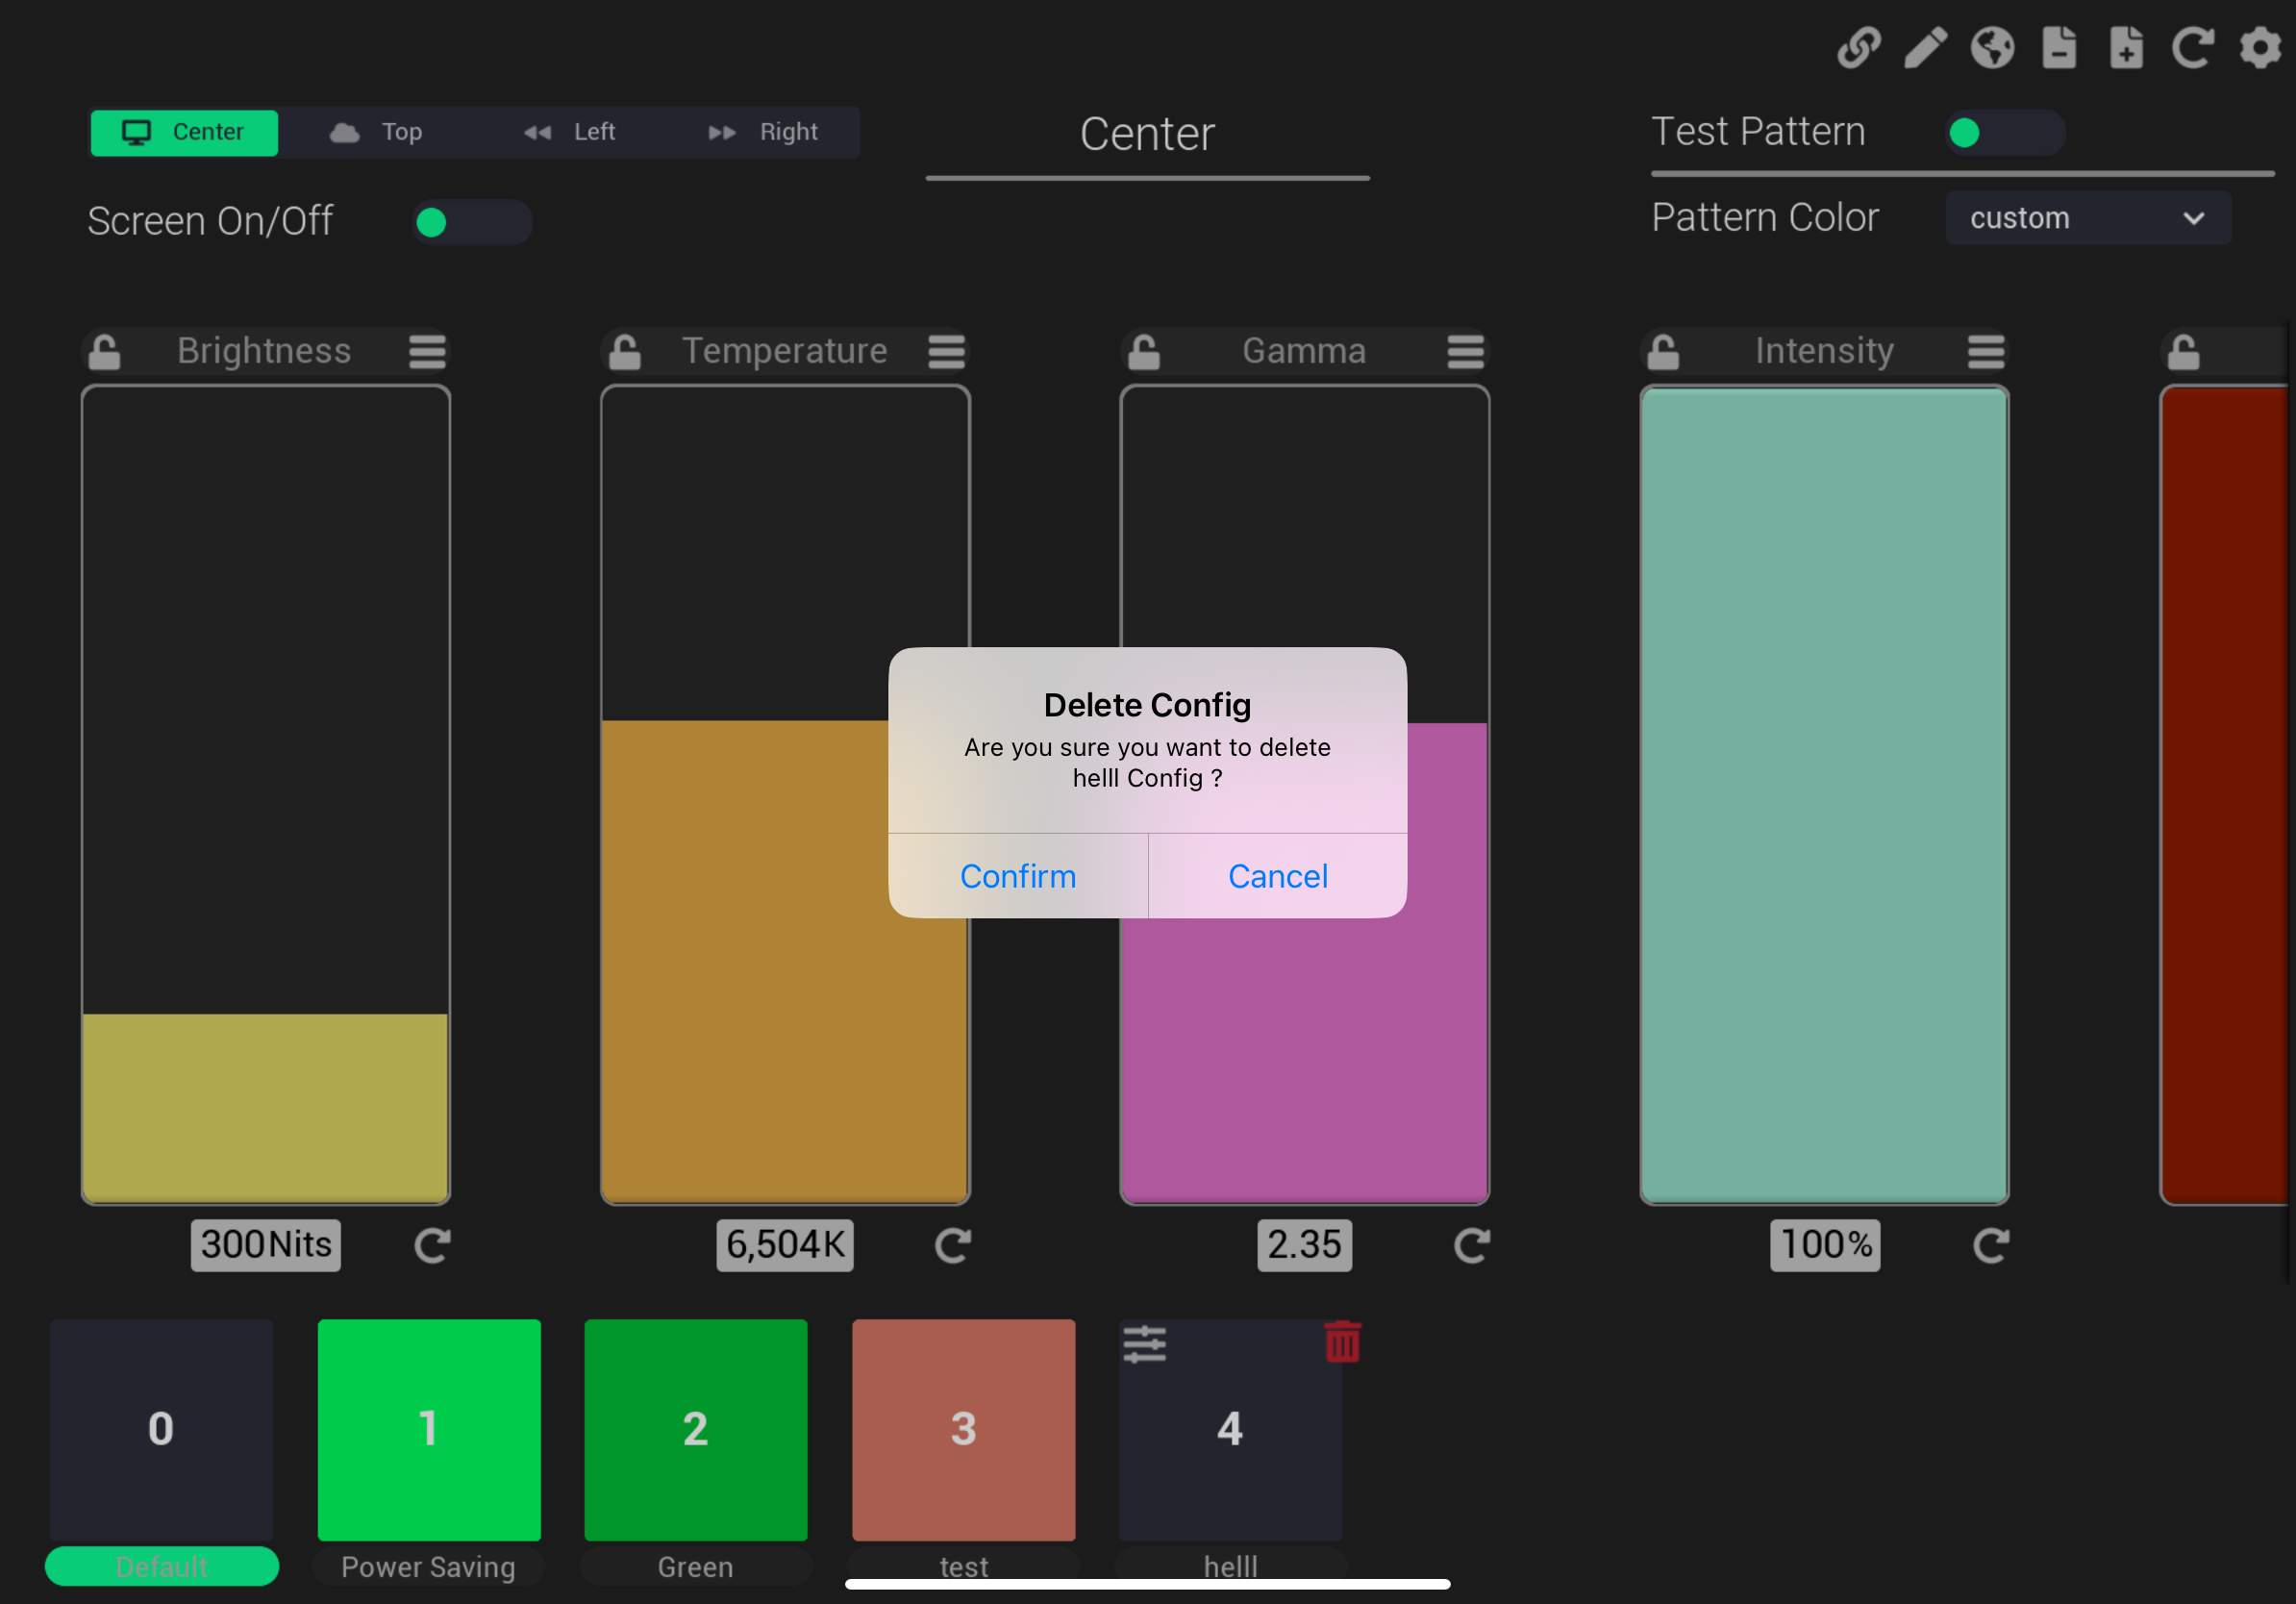 Center Top Left Right
Center
Test Pattern
Screen On/Off
Pattern Color custom
Brightness Temperature Gamma Intensity
Delete Config
Are you sure you want to delete
helll Config ?
Confirm Cancel
300Nits 6,504K 2.35 100%
0 1 2 3 4
Default Power Saving Green test helll